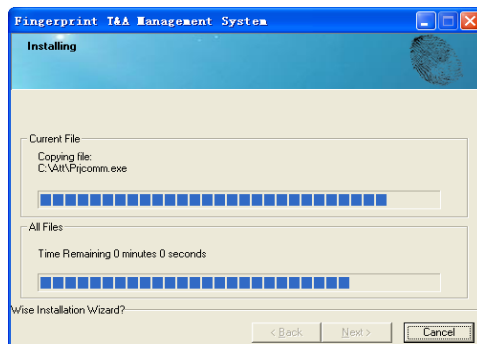 Fingerprint T&A Management System
Installing
Current File
Copying file:
C:\Att\Prjcomm.exe
All Files
Time Remaining 0 minutes 0 seconds
Wise Installation Wizard?
< Back
Next >
Cancel